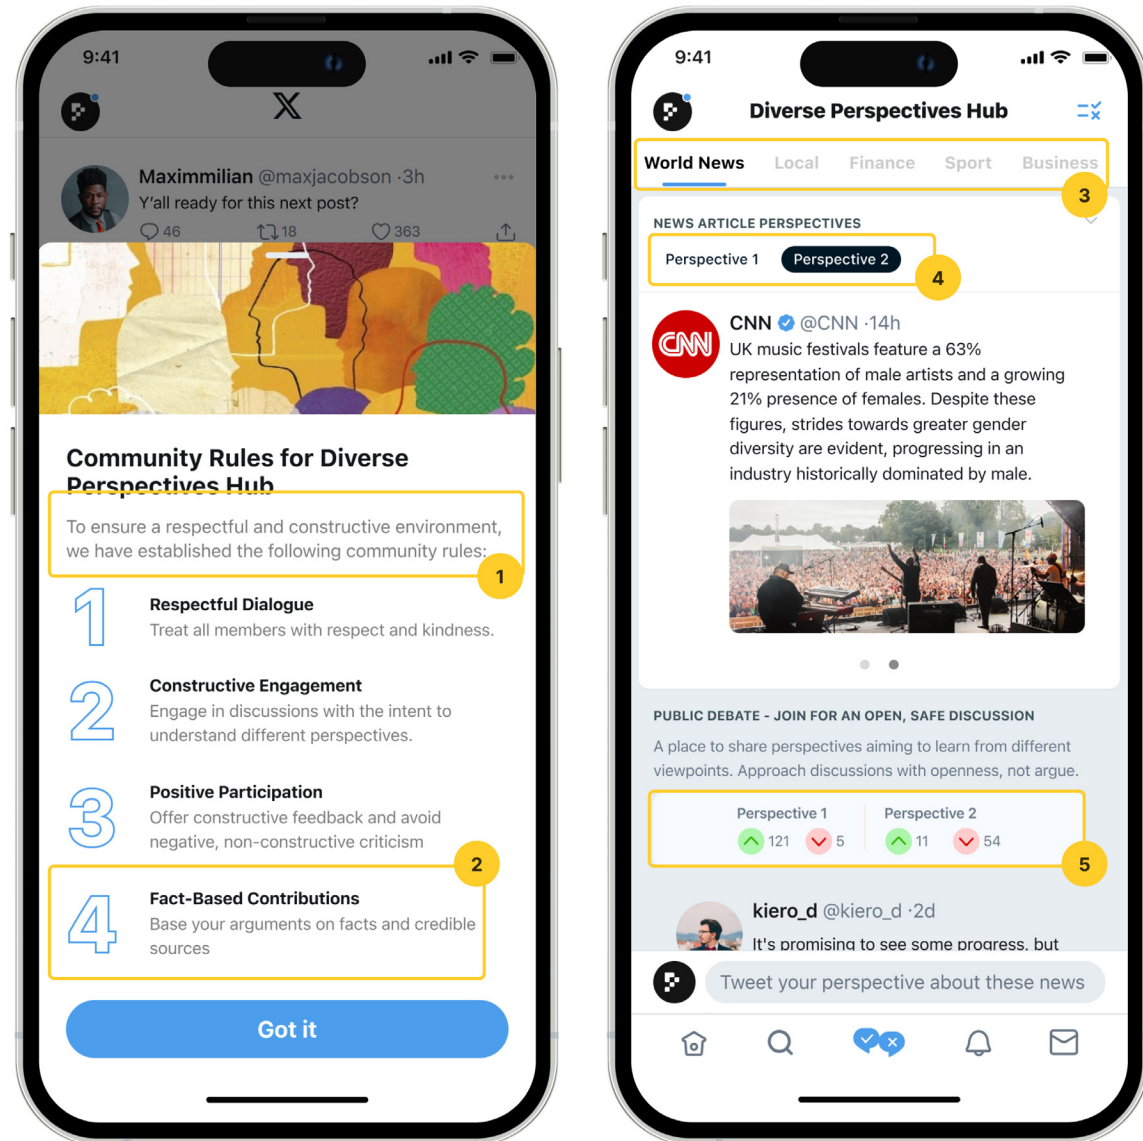 9:41
X
Maximmilian @maxjacobson ·3h
Y'all ready for this next post?
46 18 363
Community Rules for Diverse
Perspectives Hub
To ensure a respectful and constructive environment,
we have established the following community rules:
1
1
Respectful Dialogue
Treat all members with respect and kindness.
2
Constructive Engagement
Engage in discussions with the intent to
understand different perspectives.
3
Positive Participation
Offer constructive feedback and avoid
negative, non-constructive criticism
2
4
Fact-Based Contributions
Base your arguments on facts and credible
sources
Got it
9:41
Diverse Perspectives Hub
World News Local Finance Sport Business
3
NEWS ARTICLE PERSPECTIVES
Perspective 1 Perspective 2
4
CNN
CNN @CNN ·14h
UK music festivals feature a 63%
representation of male artists and a growing
21% presence of females. Despite these
figures, strides towards greater gender
diversity are evident, progressing in an
industry historically dominated by male.
PUBLIC DEBATE - JOIN FOR AN OPEN, SAFE DISCUSSION
A place to share perspectives aiming to learn from different
viewpoints. Approach discussions with openness, not argue.
Perspective 1 Perspective 2
121 5 11 54
5
kiero_d @kiero_d ·2d
It's promising to see some progress, but
Tweet your perspective about these news